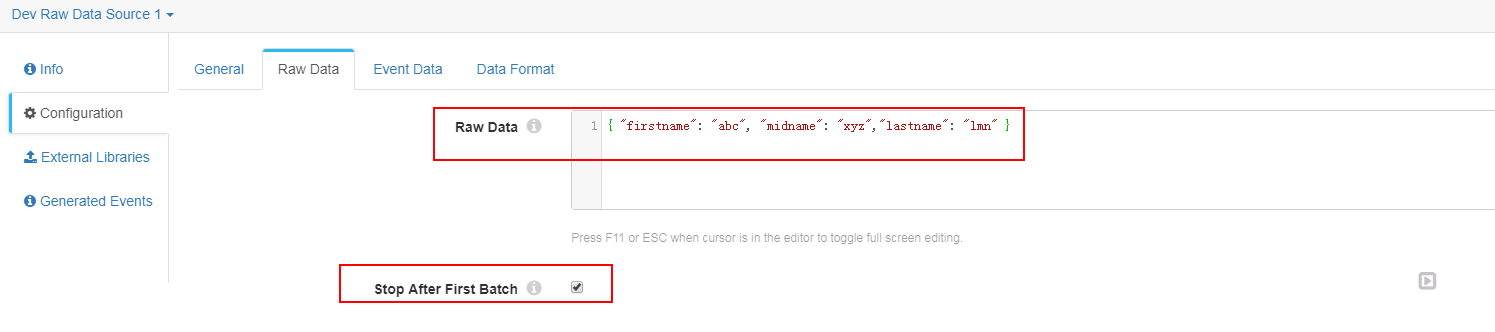 Dev Raw Data Source 1
Info
General Raw Data Event Data Data Format
Configuration
Raw Data 1 { "firstname": "abc", "midname": "xyz","lastname": "lmn" }
External Libraries
Generated Events
Press F11 or ESC when cursor is in the editor to toggle full screen editing.
Stop After First Batch